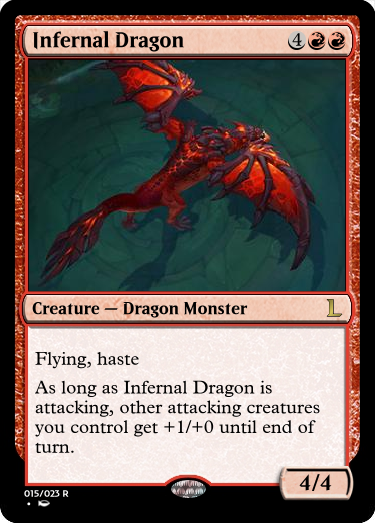 Infernal Dragon 4
Creature — Dragon Monster L
Flying, haste
As long as Infernal Dragon is
attacking, other attacking creatures
you control get +1/+0 until end of
turn.
4/4
015/023 R